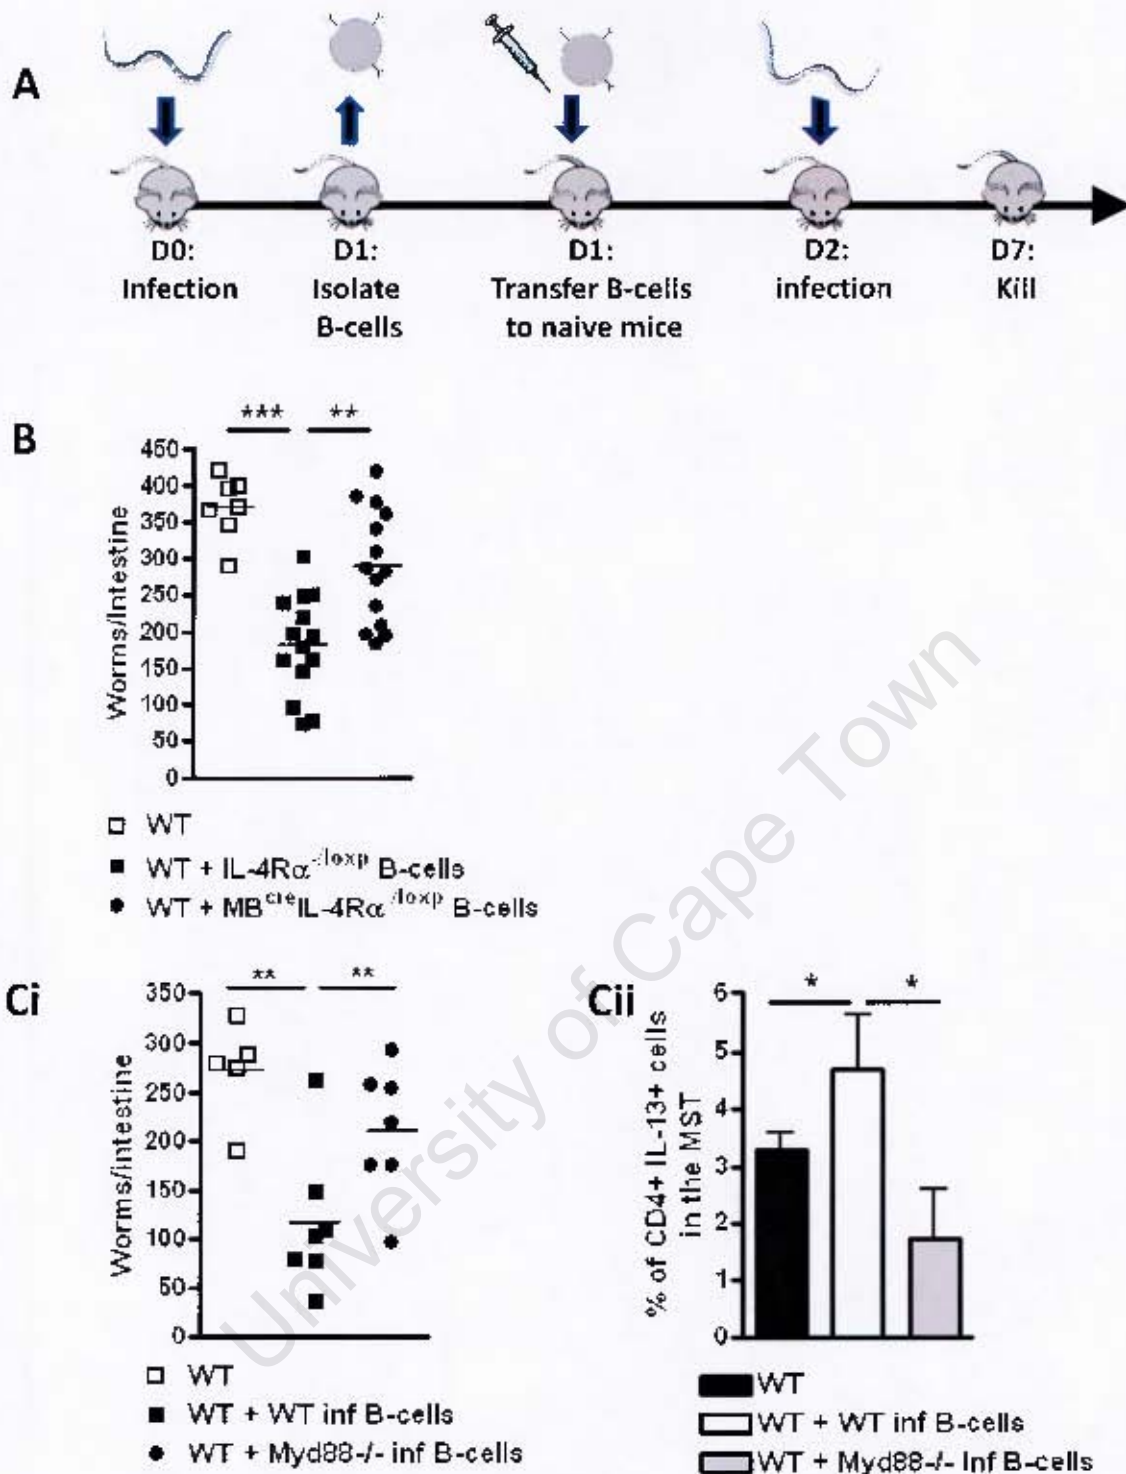 A
D0:
Infection
D1:
Isolate
B-cells
D1:
Transfer B-cells
to naive mice
D2:
infection
D7:
Kill
B
*** **
Worms/Intestine
450
400
350
300
250
200
150
100
50
0
WT
WT + IL-4Rα-/loxp B-cells
WT + MBcreIL-4Rα/loxp B-cells
Ci
** **
Worms/intestine
350
300
250
200
150
100
50
0
WT
WT + WT inf B-cells
WT + Myd88-/- inf B-cells
Cii
* *
% of CD4+ IL-13+ cells
in the MST
6
5
4
3
2
1
0
WT
WT + WT inf B-cells
WT + Myd88-/- Inf B-cells
University of Cape Town